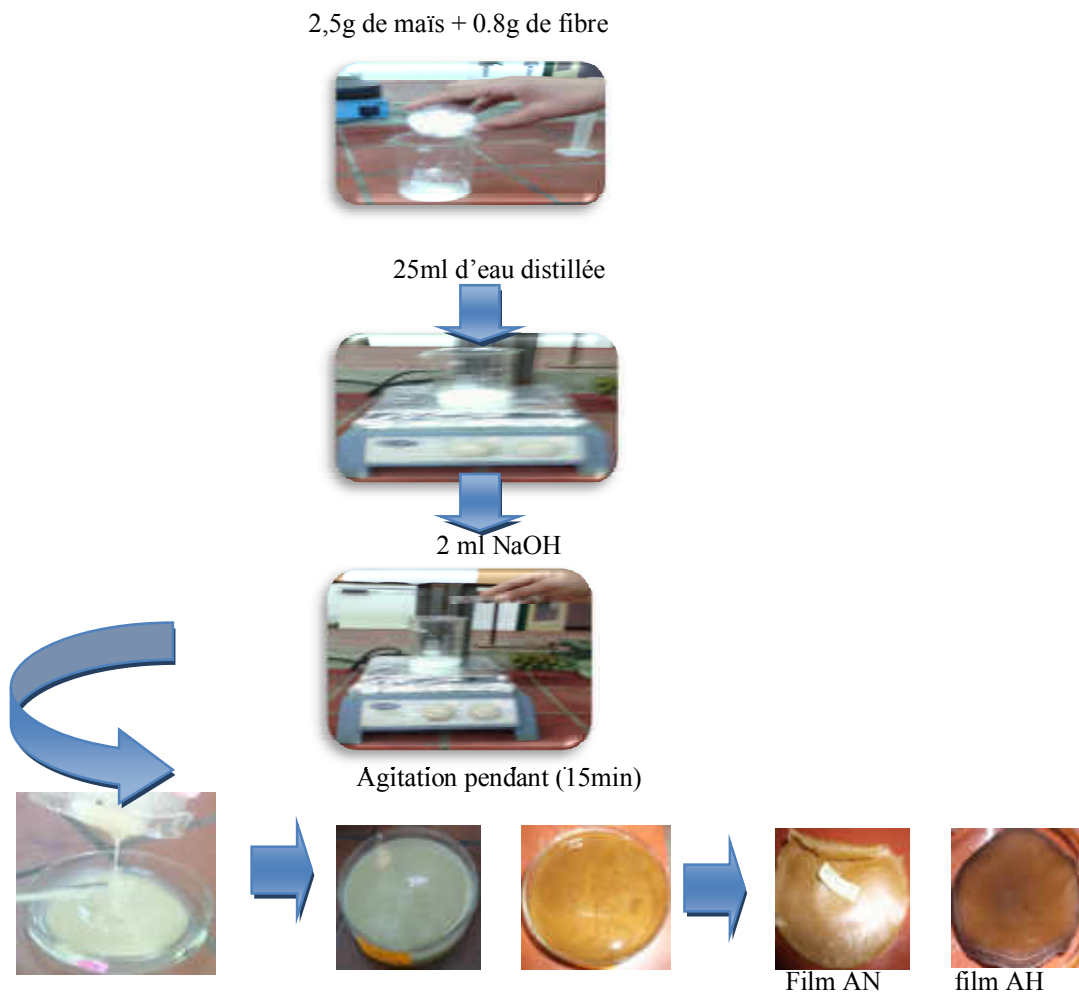 2,5g de maïs + 0.8g de fibre
25ml d’eau distillée
2 ml NaOH
Agitation pendant (15min)
Film AN
film AH